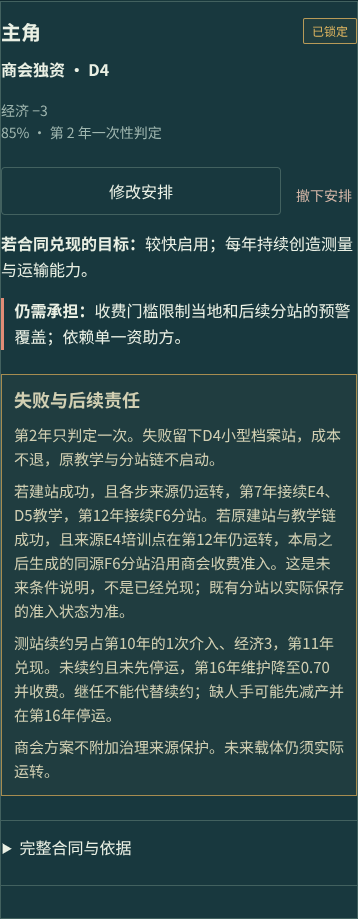 主角
已锁定
商会独资 · D4
经济 −3
85% · 第 2 年一次性判定
修改安排
撤下安排
若合同兑现的目标：较快启用；每年持续创造测量
与运输能力。
仍需承担：收费门槛限制当地和后续分站的预警
覆盖；依赖单一资助方。
失败与后续责任
第2年只判定一次。失败留下D4小型档案站，成本
不退，原教学与分站链不启动。
若建站成功，且各步来源仍运转，第7年接续E4、
D5教学，第12年接续F6分站。若原建站与教学链
成功，且来源E4培训点在第12年仍运转，本局之
后生成的同源F6分站沿用商会收费准入。这是未
来条件说明，不是已经兑现；既有分站以实际保存
的准入状态为准。
测站续约另占第10年的1次介入、经济3，第11年
兑现。未续约且未先停运，第16年维护降至0.70
并收费。继任不能代替续约；缺人手可能先减产并
在第16年停运。
商会方案不附加治理来源保护。未来载体仍须实际
运转。
▶ 完整合同与依据